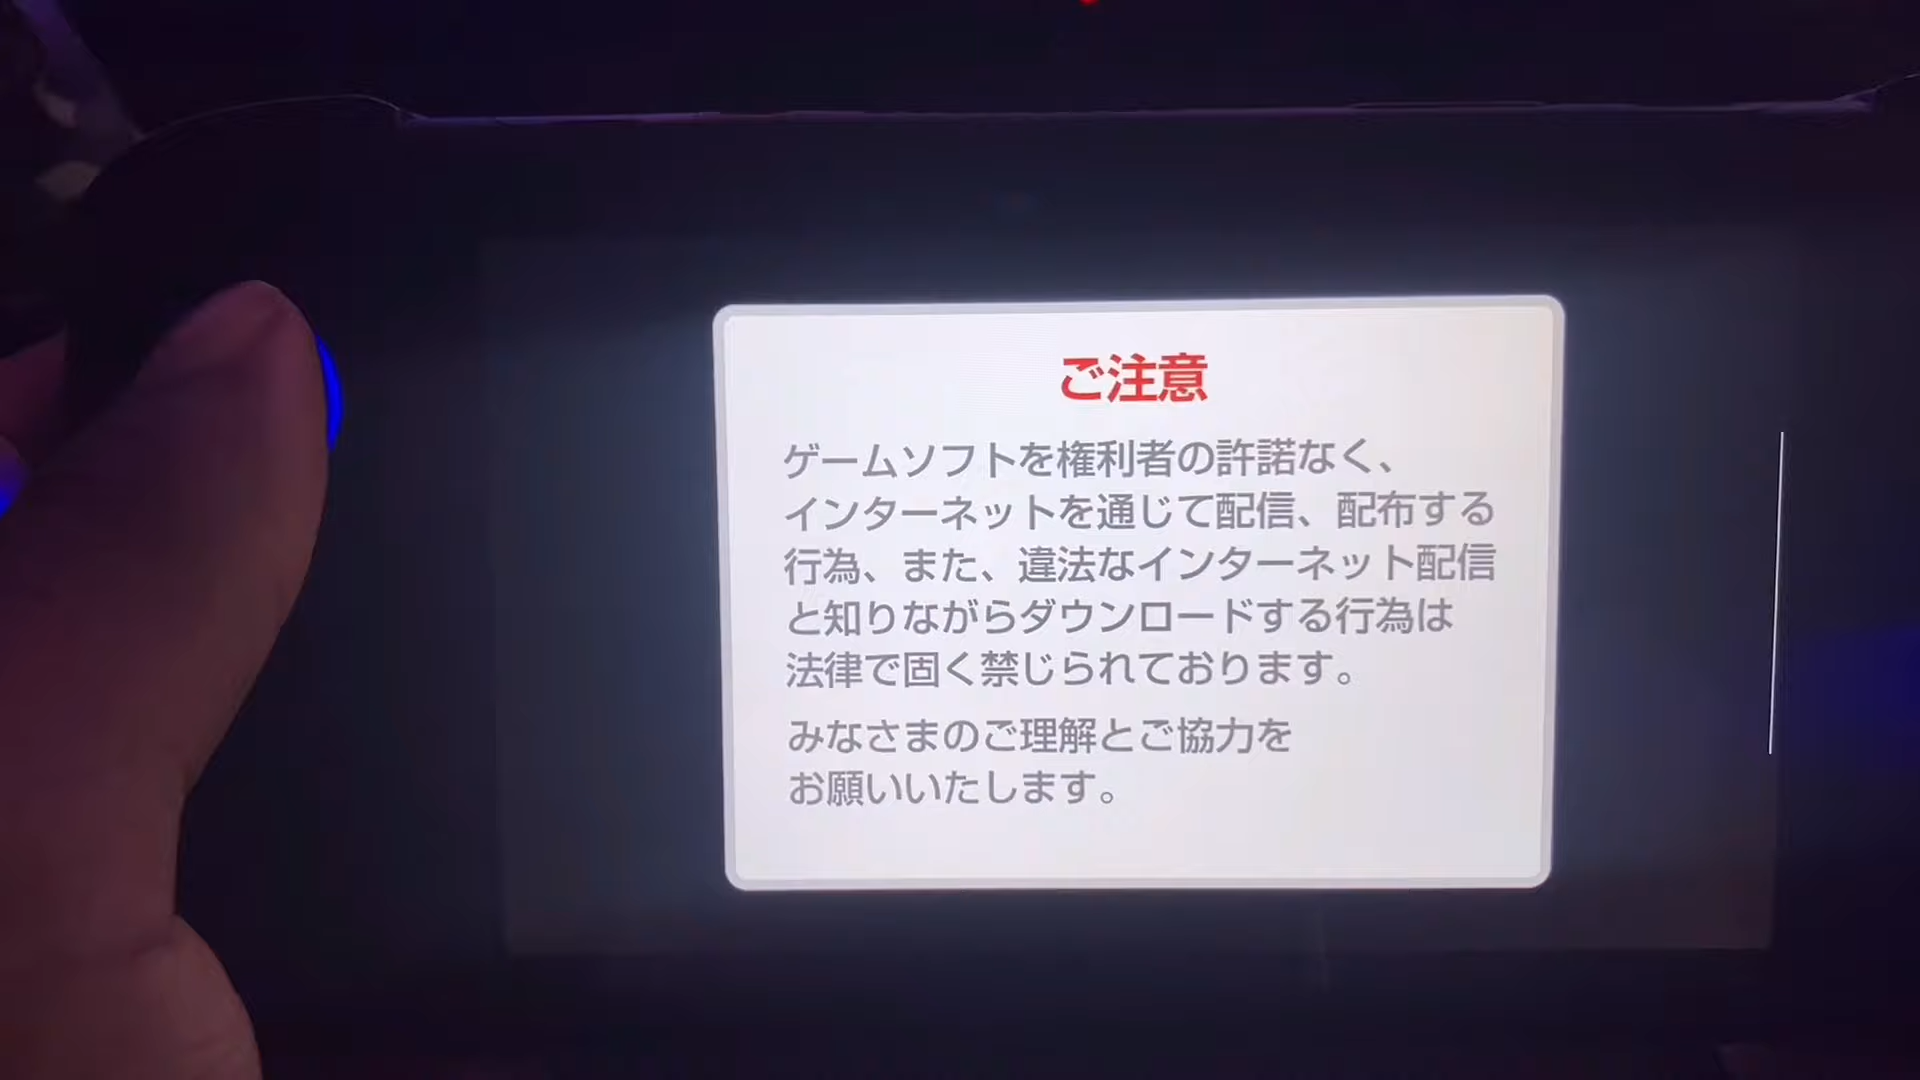 ご注意
ゲームソフトを権利者の許諾なく、
インターネットを通じて配信、配布する
行為、また、違法なインターネット配信
と知りながらダウンロードする行為は
法律で固く禁じられております。
みなさまのご理解とご協力を
お願いいたします。